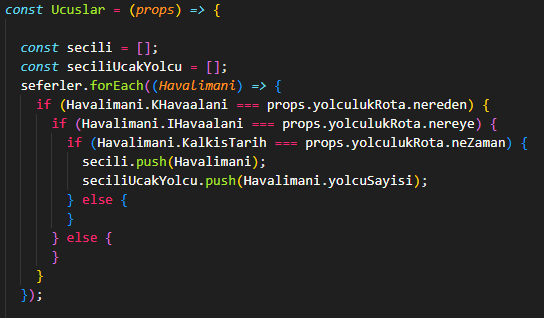 const Ucuslar = (props) => {
const secili = [];
const seciliUcakYolcu = [];
seferler.forEach((Havalimani) => {
if (Havalimani.KHavaalani === props.yolculukRota.nereden) {
if (Havalimani.IHavaalani === props.yolculukRota.nereye) {
if (Havalimani.KalkisTarih === props.yolculukRota.neZaman) {
secili.push(Havalimani);
seciliUcakYolcu.push(Havalimani.yolcuSayisi);
} else {
}
} else {
}
}
});